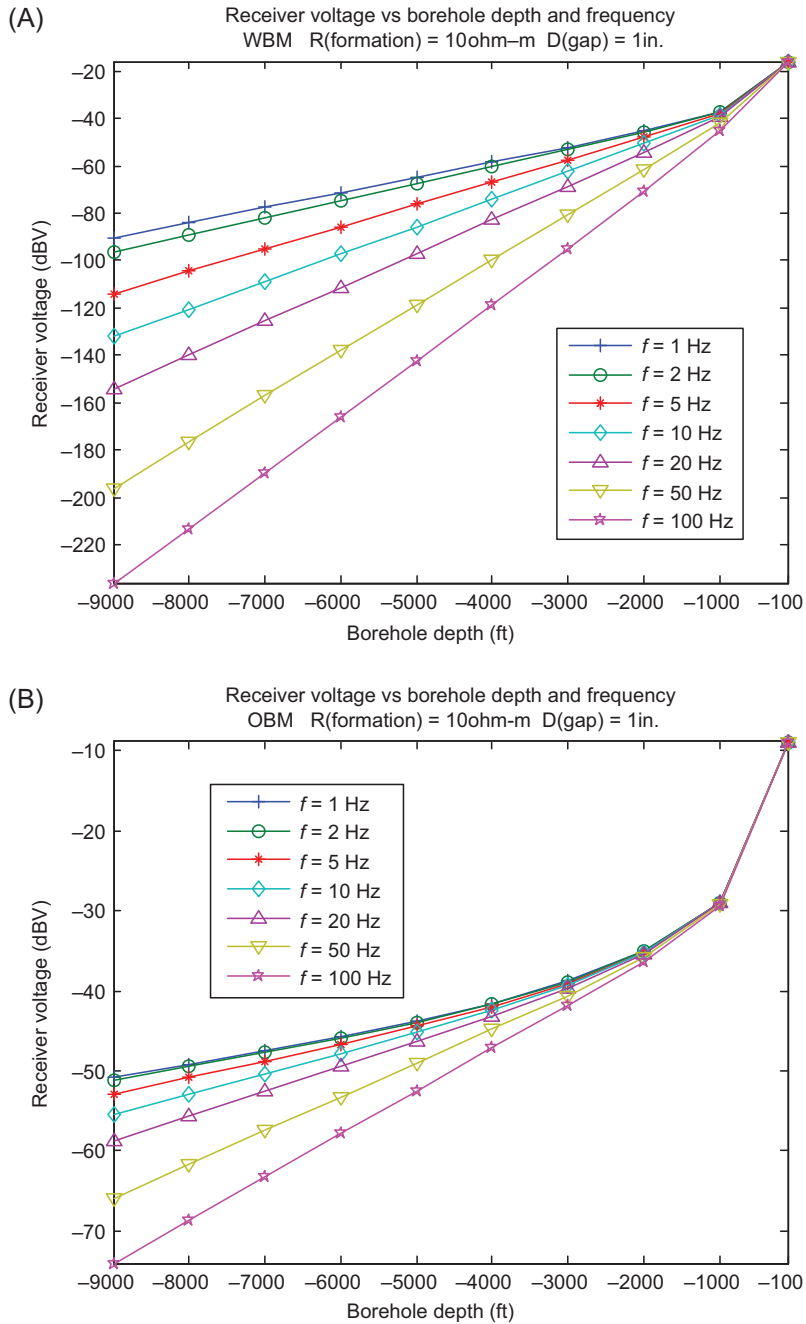 (A)
Receiver voltage vs borehole depth and frequency
WBM R(formation) = 10ohm–m D(gap) = 1in.
–20
–40
–60
–80
–100
–120
–140
–160
–180
–200
–220
Receiver voltage (dBV)
f = 1 Hz
f = 2 Hz
f = 5 Hz
f = 10 Hz
f = 20 Hz
f = 50 Hz
f = 100 Hz
–9000 –8000 –7000 –6000 –5000 –4000 –3000 –2000 –1000 –100
Borehole depth (ft)
(B)
Receiver voltage vs borehole depth and frequency
OBM R(formation) = 10ohm-m D(gap) = 1in.
–10
–20
–30
–40
–50
–60
–70
Receiver voltage (dBV)
f = 1 Hz
f = 2 Hz
f = 5 Hz
f = 10 Hz
f = 20 Hz
f = 50 Hz
f = 100 Hz
–9000 –8000 –7000 –6000 –5000 –4000 –3000 –2000 –1000 –100
Borehole depth (ft)